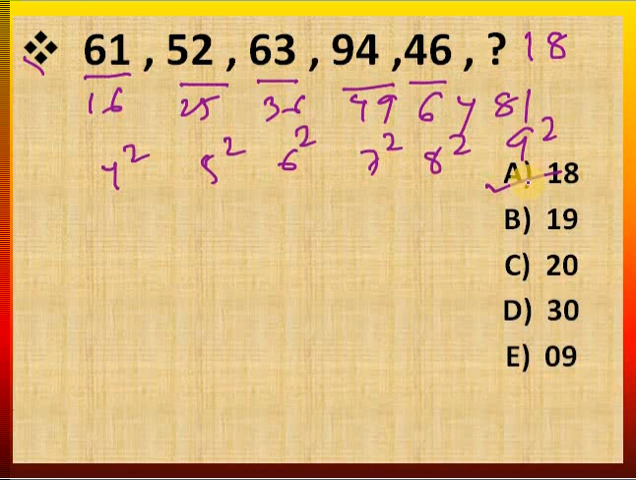 ❖ 61 , 52 , 63 , 94 ,46 , ? 18
16 25 36 49 64 81
4² 5² 6² 7² 8² 9²
A) 18
B) 19
C) 20
D) 30
E) 09